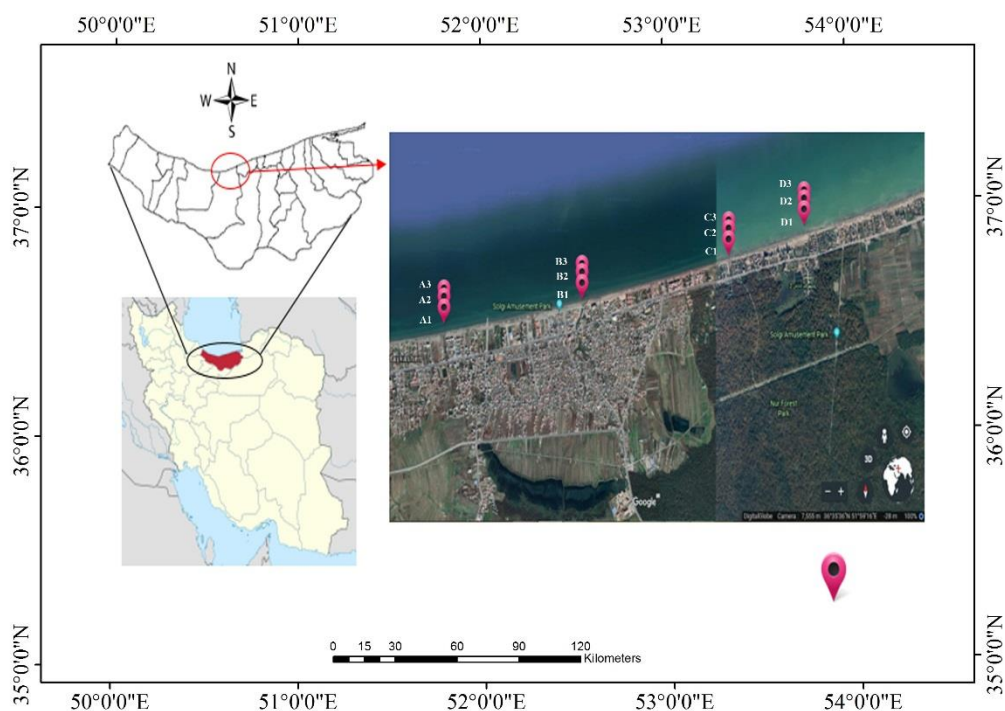 50°0'0"E 51°0'0"E 52°0'0"E 53°0'0"E 54°0'0"E
N
W E
S
37°0'0"N
37°0'0"N
36°0'0"N
36°0'0"N
35°0'0"N
35°0'0"N
A3
A2
A1
B3
B2
B1
C3
C2
C1
D3
D2
D1
Solgi Amusement Park
Solgi Amusement Park
Nur Forest
Park
3D
Google
0 15 30 60 90 120
Kilometers
50°0'0"E 51°0'0"E 52°0'0"E 53°0'0"E 54°0'0"E